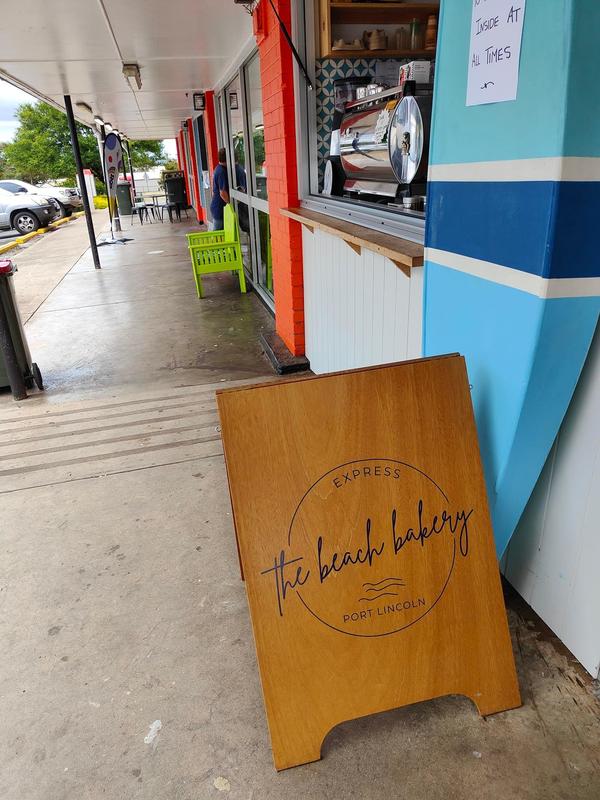 INSIDE AT
ALL TIMES
EXPRESS
the beach bakery
PORT LINCOLN